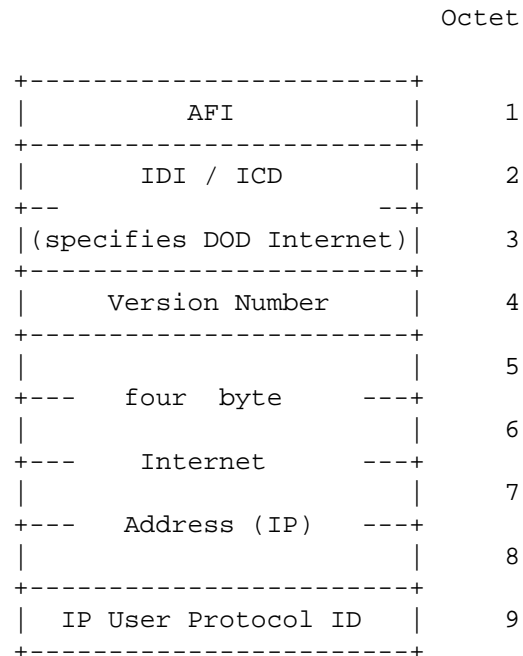 Octet
AFI 1
IDI / ICD 2
(specifies DOD Internet) 3
Version Number 4
5
four byte
6
Internet
7
Address (IP)
8
IP User Protocol ID 9